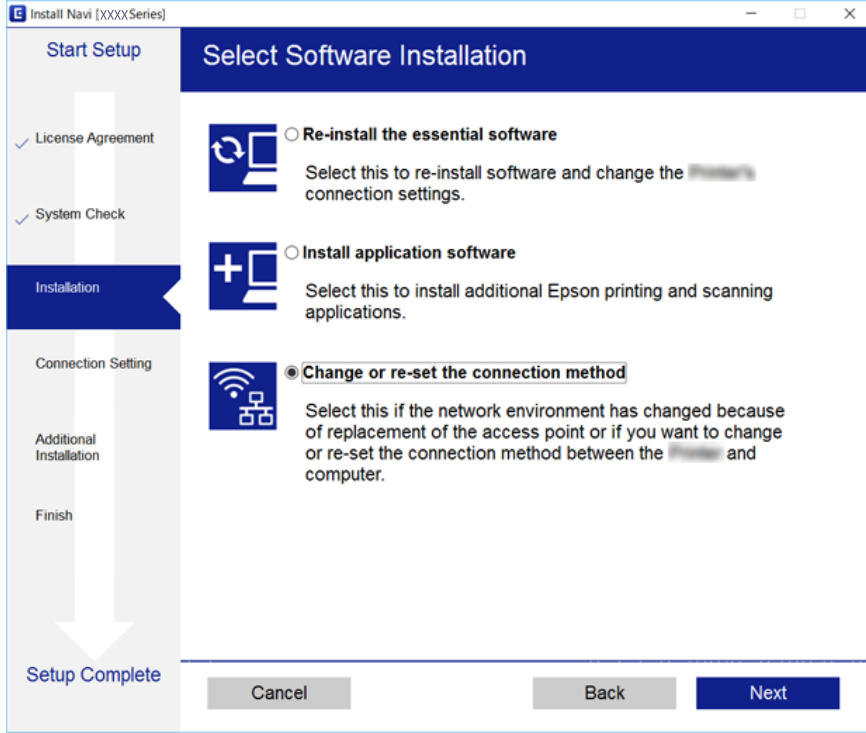 Install Navi [XXXX Series]
Start Setup
Select Software Installation
License Agreement
System Check
Installation
Connection Setting
Additional
Installation
Finish
Setup Complete
Re-install the essential software
Select this to re-install software and change the
connection settings.
Install application software
Select this to install additional Epson printing and scanning
applications.
Change or re-set the connection method
Select this if the network environment has changed because
of replacement of the access point or if you want to change
or re-set the connection method between the and
computer.
Cancel
Back
Next